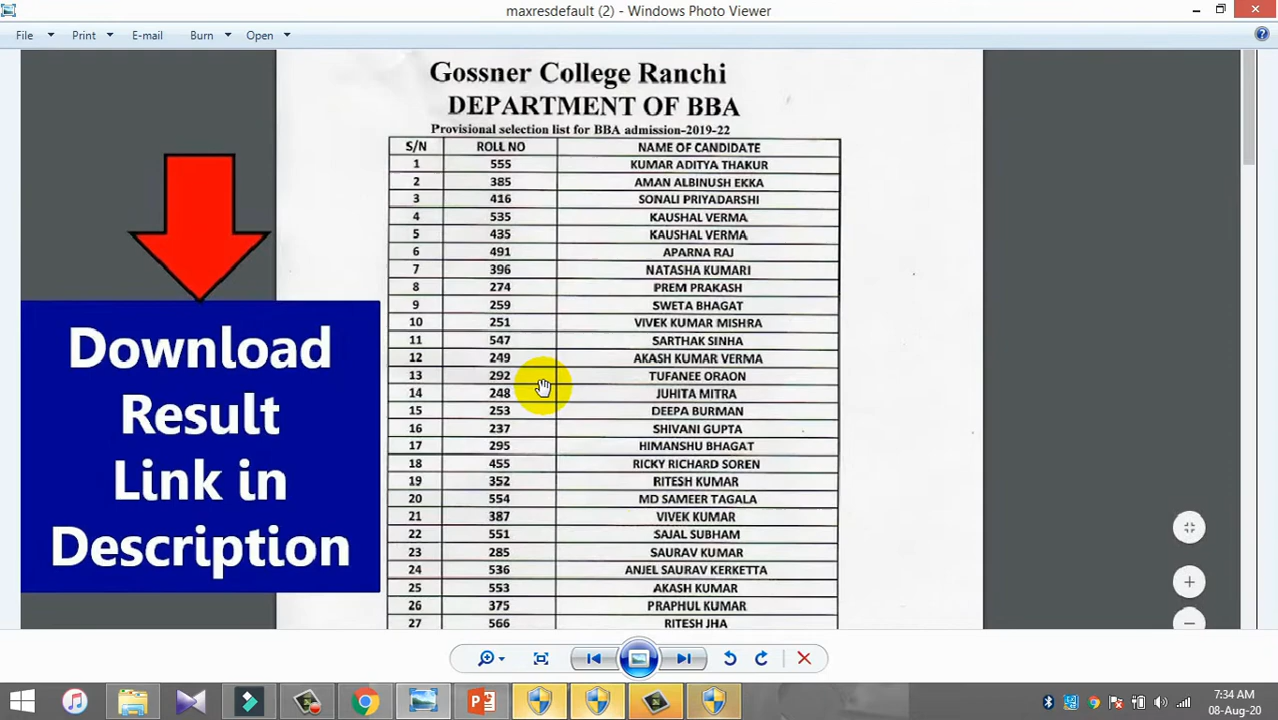 maxresdefault (2) - Windows Photo Viewer
File Print E-mail Burn Open
Gossner College Ranchi
DEPARTMENT OF BBA
Provisional selection list for BBA admission-2019-22
S/N ROLL NO NAME OF CANDIDATE
1 555 KUMAR ADITYA THAKUR
2 385 AMAN ALBINUSH EKKA
3 416 SONALI PRIYADARSHI
4 535 KAUSHAL VERMA
5 435 KAUSHAL VERMA
6 491 APARNA RAJ
7 396 NATASHA KUMARI
8 274 PREM PRAKASH
9 259 SWETA BHAGAT
10 251 VIVEK KUMAR MISHRA
11 547 SARTHAK SINHA
12 249 AKASH KUMAR VERMA
13 292 TUFANEE ORAON
14 248 JUHITA MITRA
15 253 DEEPA BURMAN
16 237 SHIVANI GUPTA
17 295 HIMANSHU BHAGAT
18 455 RICKY RICHARD SOREN
19 352 RITESH KUMAR
20 554 MD SAMEER TAGALA
21 387 VIVEK KUMAR
22 551 SAJAL SUBHAM
23 285 SAURAV KUMAR
24 536 ANJEL SAURAV KERKETTA
25 553 AKASH KUMAR
26 375 PRAPHUL KUMAR
27 566 RITESH JHA
Download
Result
Link in
Description
7:34 AM
08-Aug-20